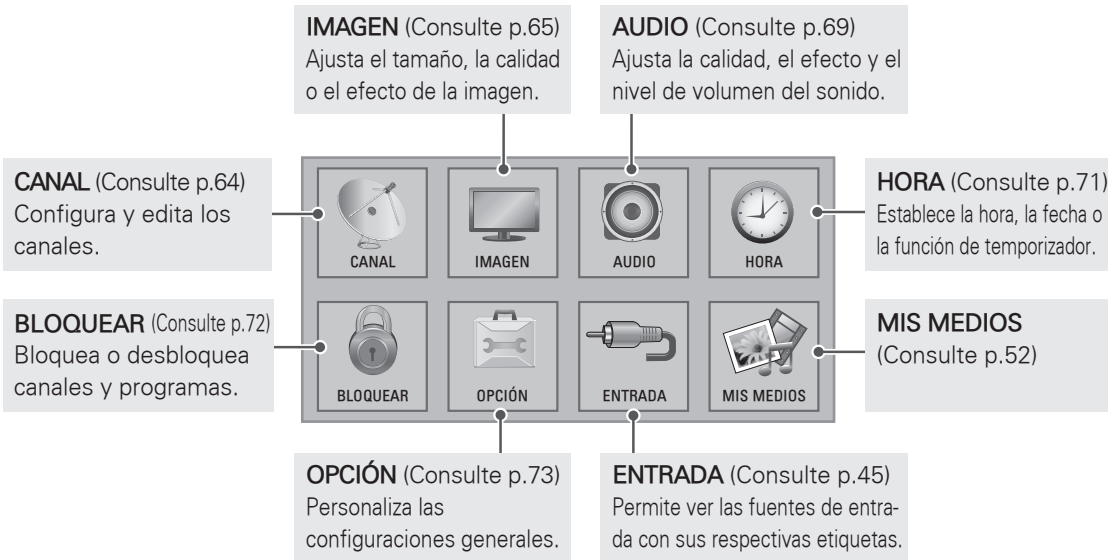 IMAGEN (Consulte p.65)
Ajusta el tamaño, la calidad
o el efecto de la imagen.
AUDIO (Consulte p.69)
Ajusta la calidad, el efecto y el
nivel de volumen del sonido.
CANAL (Consulte p.64)
Configura y edita los
canales.
CANAL
IMAGEN
AUDIO
HORA
HORA (Consulte p.71)
Establece la hora, la fecha o
la función de temporizador.
BLOQUEAR (Consulte p.72)
Bloquea o desbloquea
canales y programas.
BLOQUEAR
OPCIÓN
ENTRADA
MIS MEDIOS
MIS MEDIOS
(Consulte p.52)
OPCIÓN (Consulte p.73)
Personaliza las
configuraciones generales.
ENTRADA (Consulte p.45)
Permite ver las fuentes de entra-
da con sus respectivas etiquetas.